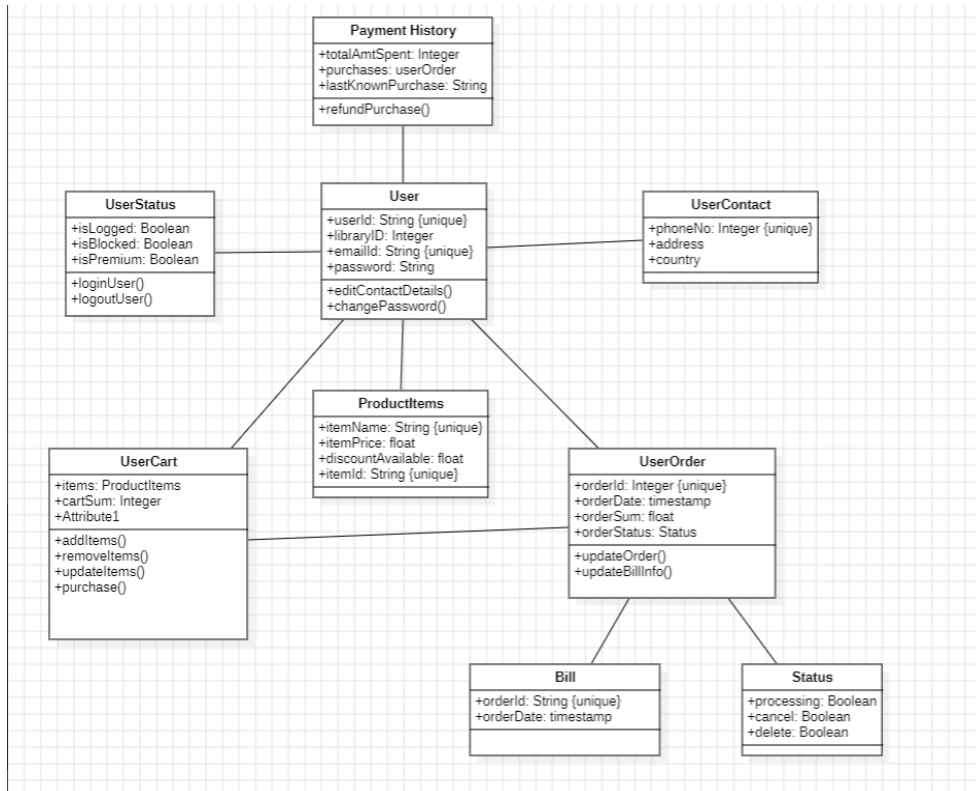 Payment History
+totalAmtSpent: Integer
+purchases: userOrder
+lastKnownPurchase: String
+refundPurchase()
UserStatus
+isLogged: Boolean
+isBlocked: Boolean
+isPremium: Boolean
+loginUser()
+logoutUser()
User
+userId: String {unique}
+libraryID: Integer
+emailId: String {unique}
+password: String
+editContactDetails()
+changePassword()
UserContact
+phoneNo: Integer {unique}
+address
+country
ProductItems
+itemName: String {unique}
+itemPrice: float
+discountAvailable: float
+itemId: String {unique}
UserCart
+items: ProductItems
+cartSum: Integer
+Attribute1
+addItems()
+removeItems()
+updateItems()
+purchase()
UserOrder
+orderId: Integer {unique}
+orderDate: timestamp
+orderSum: float
+orderStatus: Status
+updateOrder()
+updateBillInfo()
Bill
+orderId: String {unique}
+orderDate: timestamp
Status
+processing: Boolean
+cancel: Boolean
+delete: Boolean